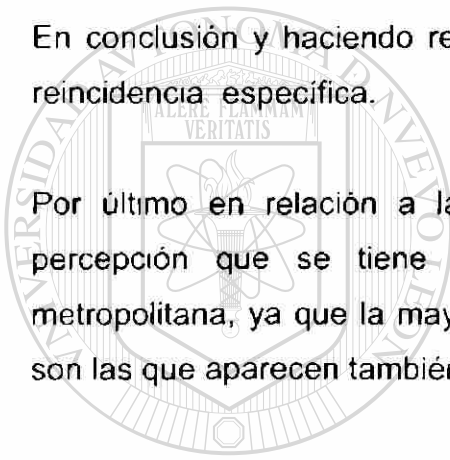 En conclusión y haciendo re
reincidencia específica.
ALERE FLAMMAM
VERITATIS
Por último en relación a la
percepción que se tiene
metropolitana, ya que la may
son las que aparecen también